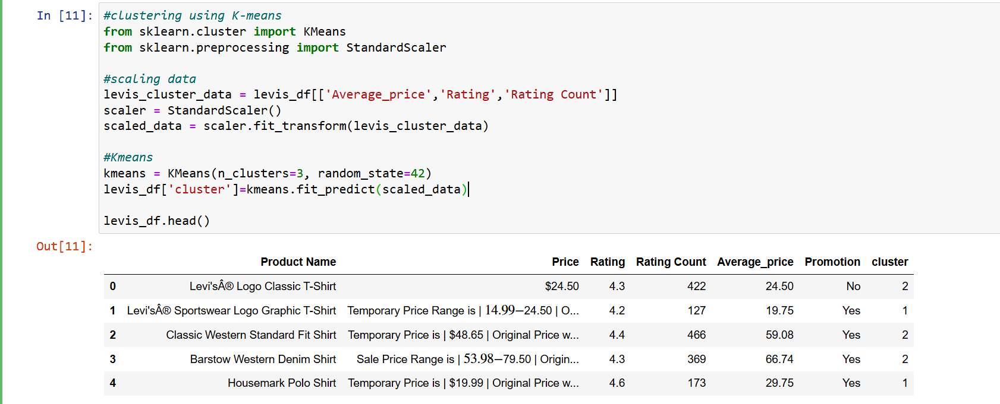 In [11]:
#clustering using K-means
from sklearn.cluster import KMeans
from sklearn.preprocessing import StandardScaler
#scaling data
levis_cluster_data = levis_df[['Average_price','Rating','Rating Count']]
scaler = StandardScaler()
scaled_data = scaler.fit_transform(levis_cluster_data)
#Kmeans
kmeans = KMeans(n_clusters=3, random_state=42)
levis_df['cluster']=kmeans.fit_predict(scaled_data)
levis_df.head()
Out[11]:
Product Name Price Rating Rating Count Average_price Promotion cluster
0 Levi'sÂ® Logo Classic T-Shirt $24.50 4.3 422 24.50 No 2
1 Levi'sÂ® Sportswear Logo Graphic T-Shirt Temporary Price Range is | 14.99−24.50 | O... 4.2 127 19.75 Yes 1
2 Classic Western Standard Fit Shirt Temporary Price is | $48.65 | Original Price w... 4.4 466 59.08 Yes 2
3 Barstow Western Denim Shirt Sale Price Range is | 53.98−79.50 | Origin... 4.3 369 66.74 Yes 2
4 Housemark Polo Shirt Temporary Price is | $19.99 | Original Price w... 4.6 173 29.75 Yes 1